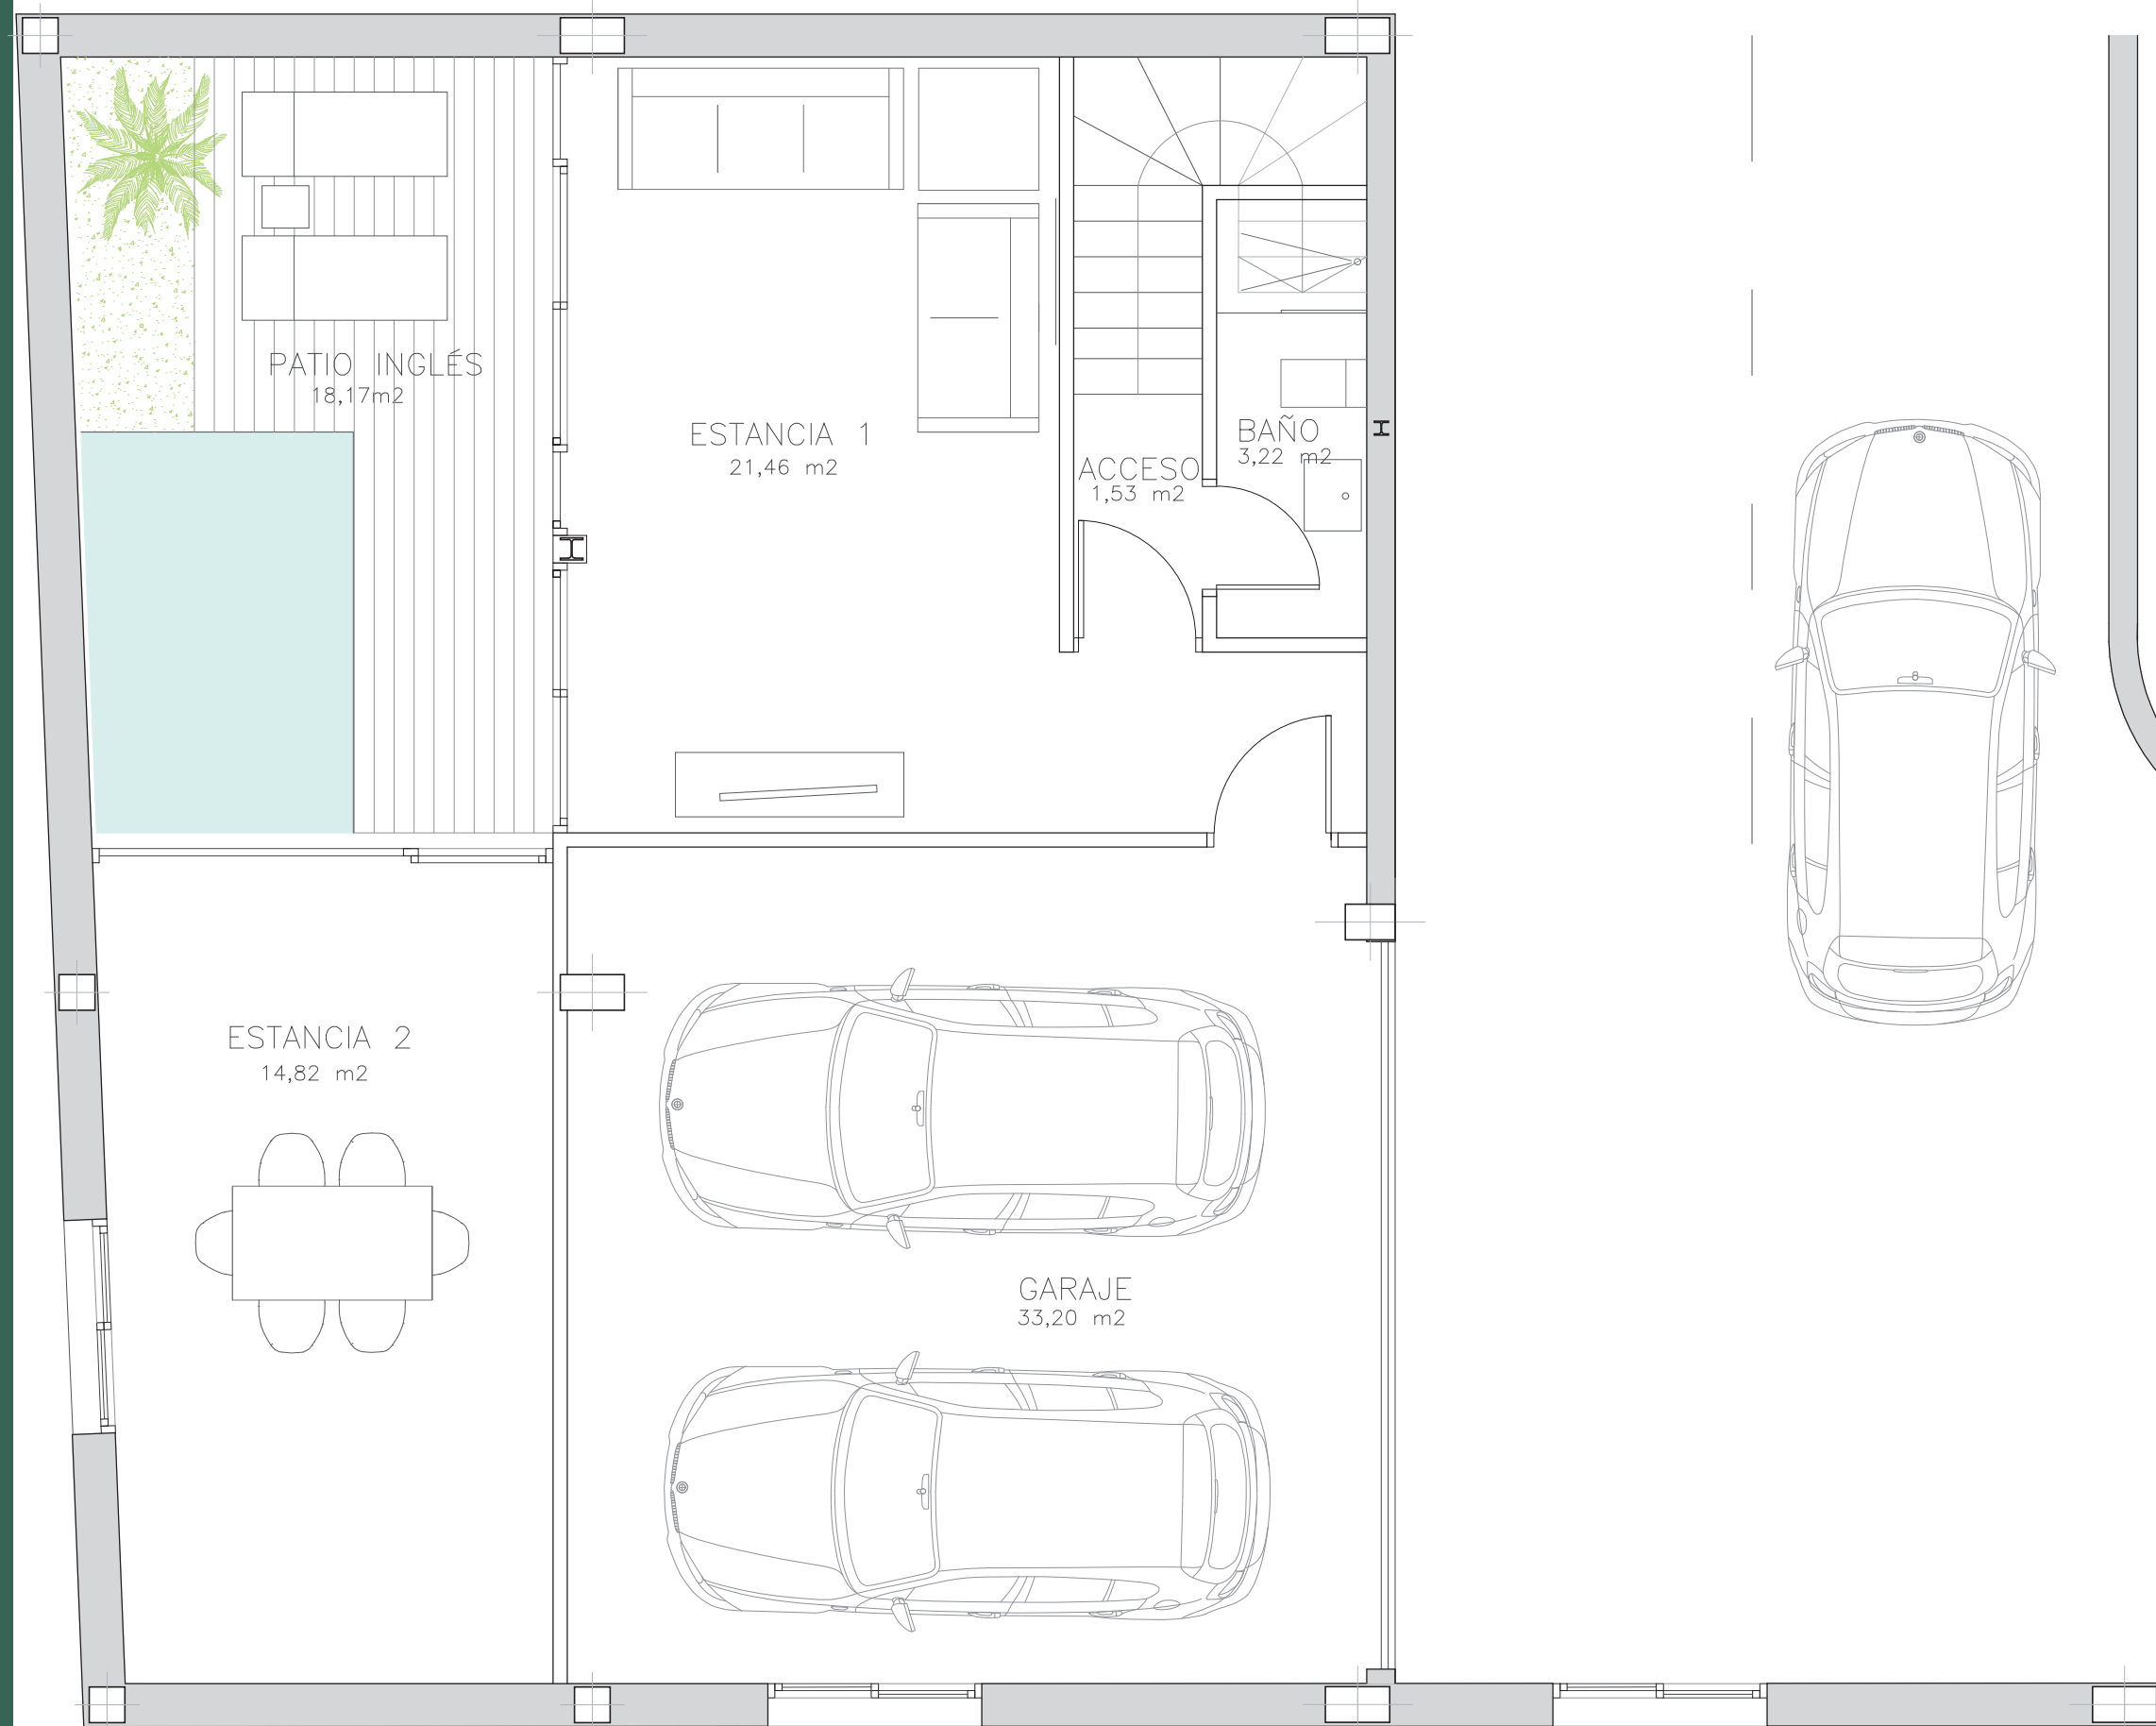 PATIO INGLÉS
18,17m2
ESTANCIA 1
21,46 m2
ACCESO
1,53 m2
BAÑO
3,22 m2
ESTANCIA 2
14,82 m2
GARAJE
33,20 m2